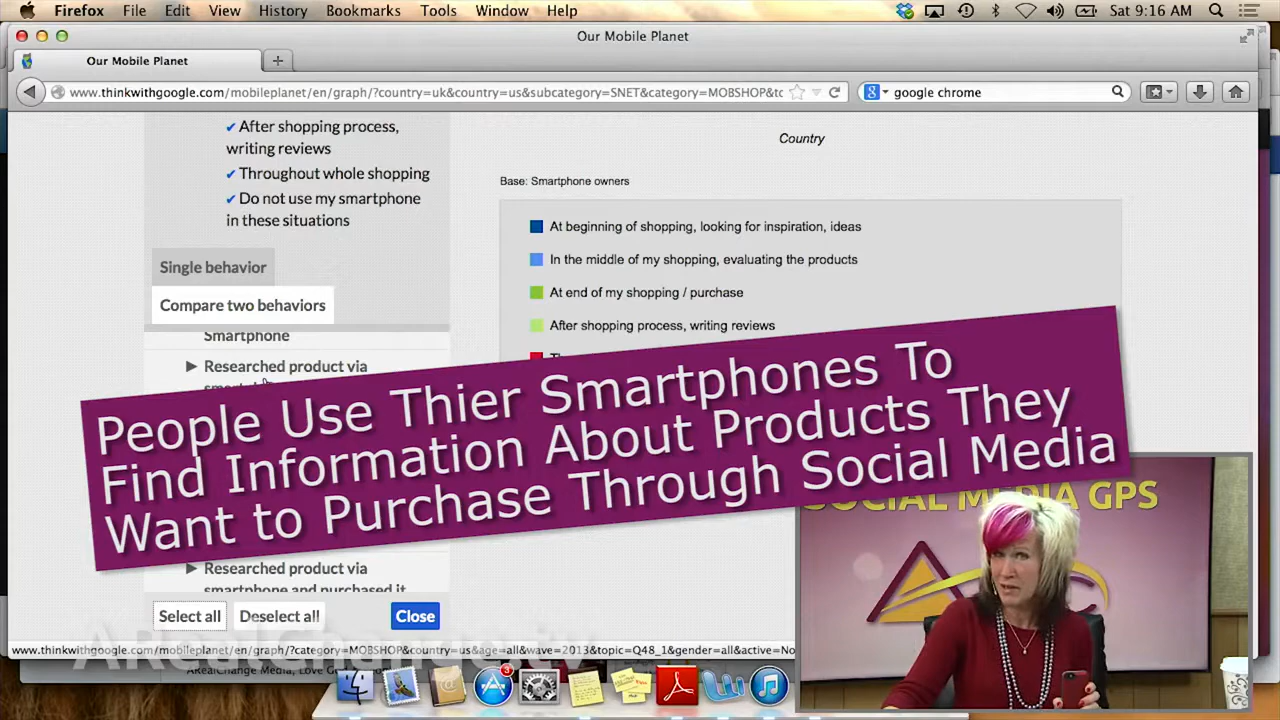 Firefox File Edit View History Bookmarks Tools Window Help Sat 9:16 AM
Our Mobile Planet
Our Mobile Planet
www.thinkwithgoogle.com/mobileplanet/en/graph/?country=uk&country=us&subcategory=SNET&category=MOBSHOP&tc
google chrome
After shopping process,
writing reviews
Throughout whole shopping
Do not use my smartphone
in these situations
Single behavior
Compare two behaviors
Smartphone
Researched product via
Country
Base: Smartphone owners
At beginning of shopping, looking for inspiration, ideas
In the middle of my shopping, evaluating the products
At end of my shopping / purchase
After shopping process, writing reviews
People Use Thier Smartphones To
Find Information About Products They
Want to Purchase Through Social Media
SOCIAL MEDIA GPS
Researched product via
smartphone and purchased it
Select all Deselect all Close
www.thinkwithgoogle.com/mobileplanet/en/graph/?category=MOBSHOP&country=us&age=all&wave=2013&topic=Q48_1&gender=all&active=No
ARealChange Media, Love Go
3